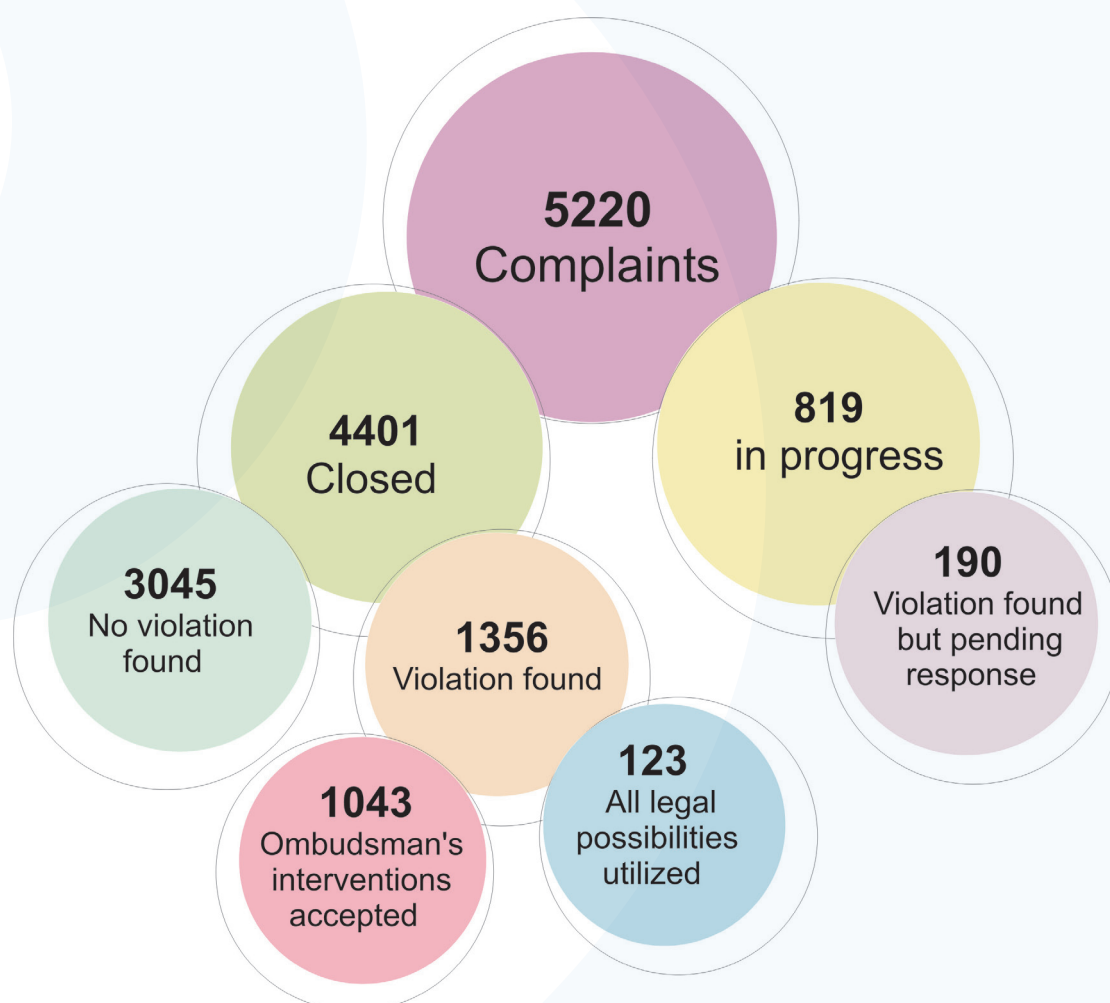 5220
Complaints
4401
Closed
819
in progress
3045
No violation
found
1356
Violation found
190
Violation found
but pending
response
1043
Ombudsman's
interventions
accepted
123
All legal
possibilities
utilized